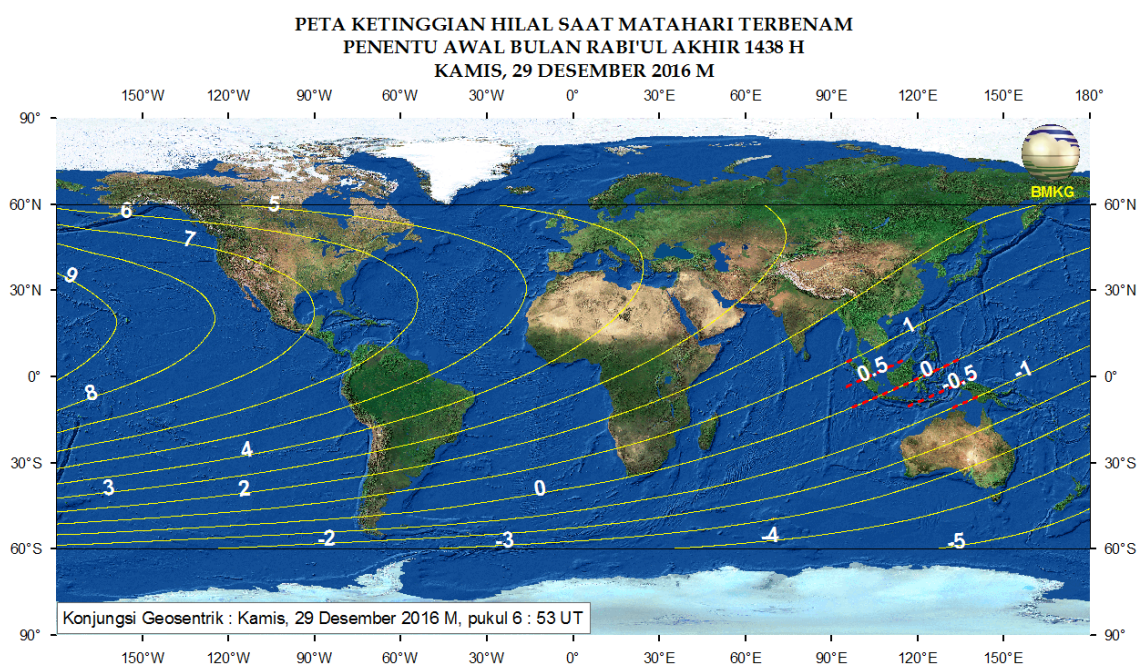 PETA KETINGGIAN HILAL SAAT MATAHARI TERBENAM
PENENTU AWAL BULAN RABI'UL AKHIR 1438 H
KAMIS, 29 DESEMBER 2016 M
150°W 120°W 90°W 60°W 30°W 0° 30°E 60°E 90°E 120°E 150°E 180°
90° 90°
BMKG
60°N 60°N
6 5
7
9
30°N 30°N
1
0.5 0 -0.5 -1
0° 0°
8
30°S 30°S
4
3 2 0
-2 -3 -4 -5
60°S 60°S
Konjungsi Geosentrik : Kamis, 29 Desember 2016 M, pukul 6 : 53 UT
90° 90°
150°W 120°W 90°W 60°W 30°W 0° 30°E 60°E 90°E 120°E 150°E